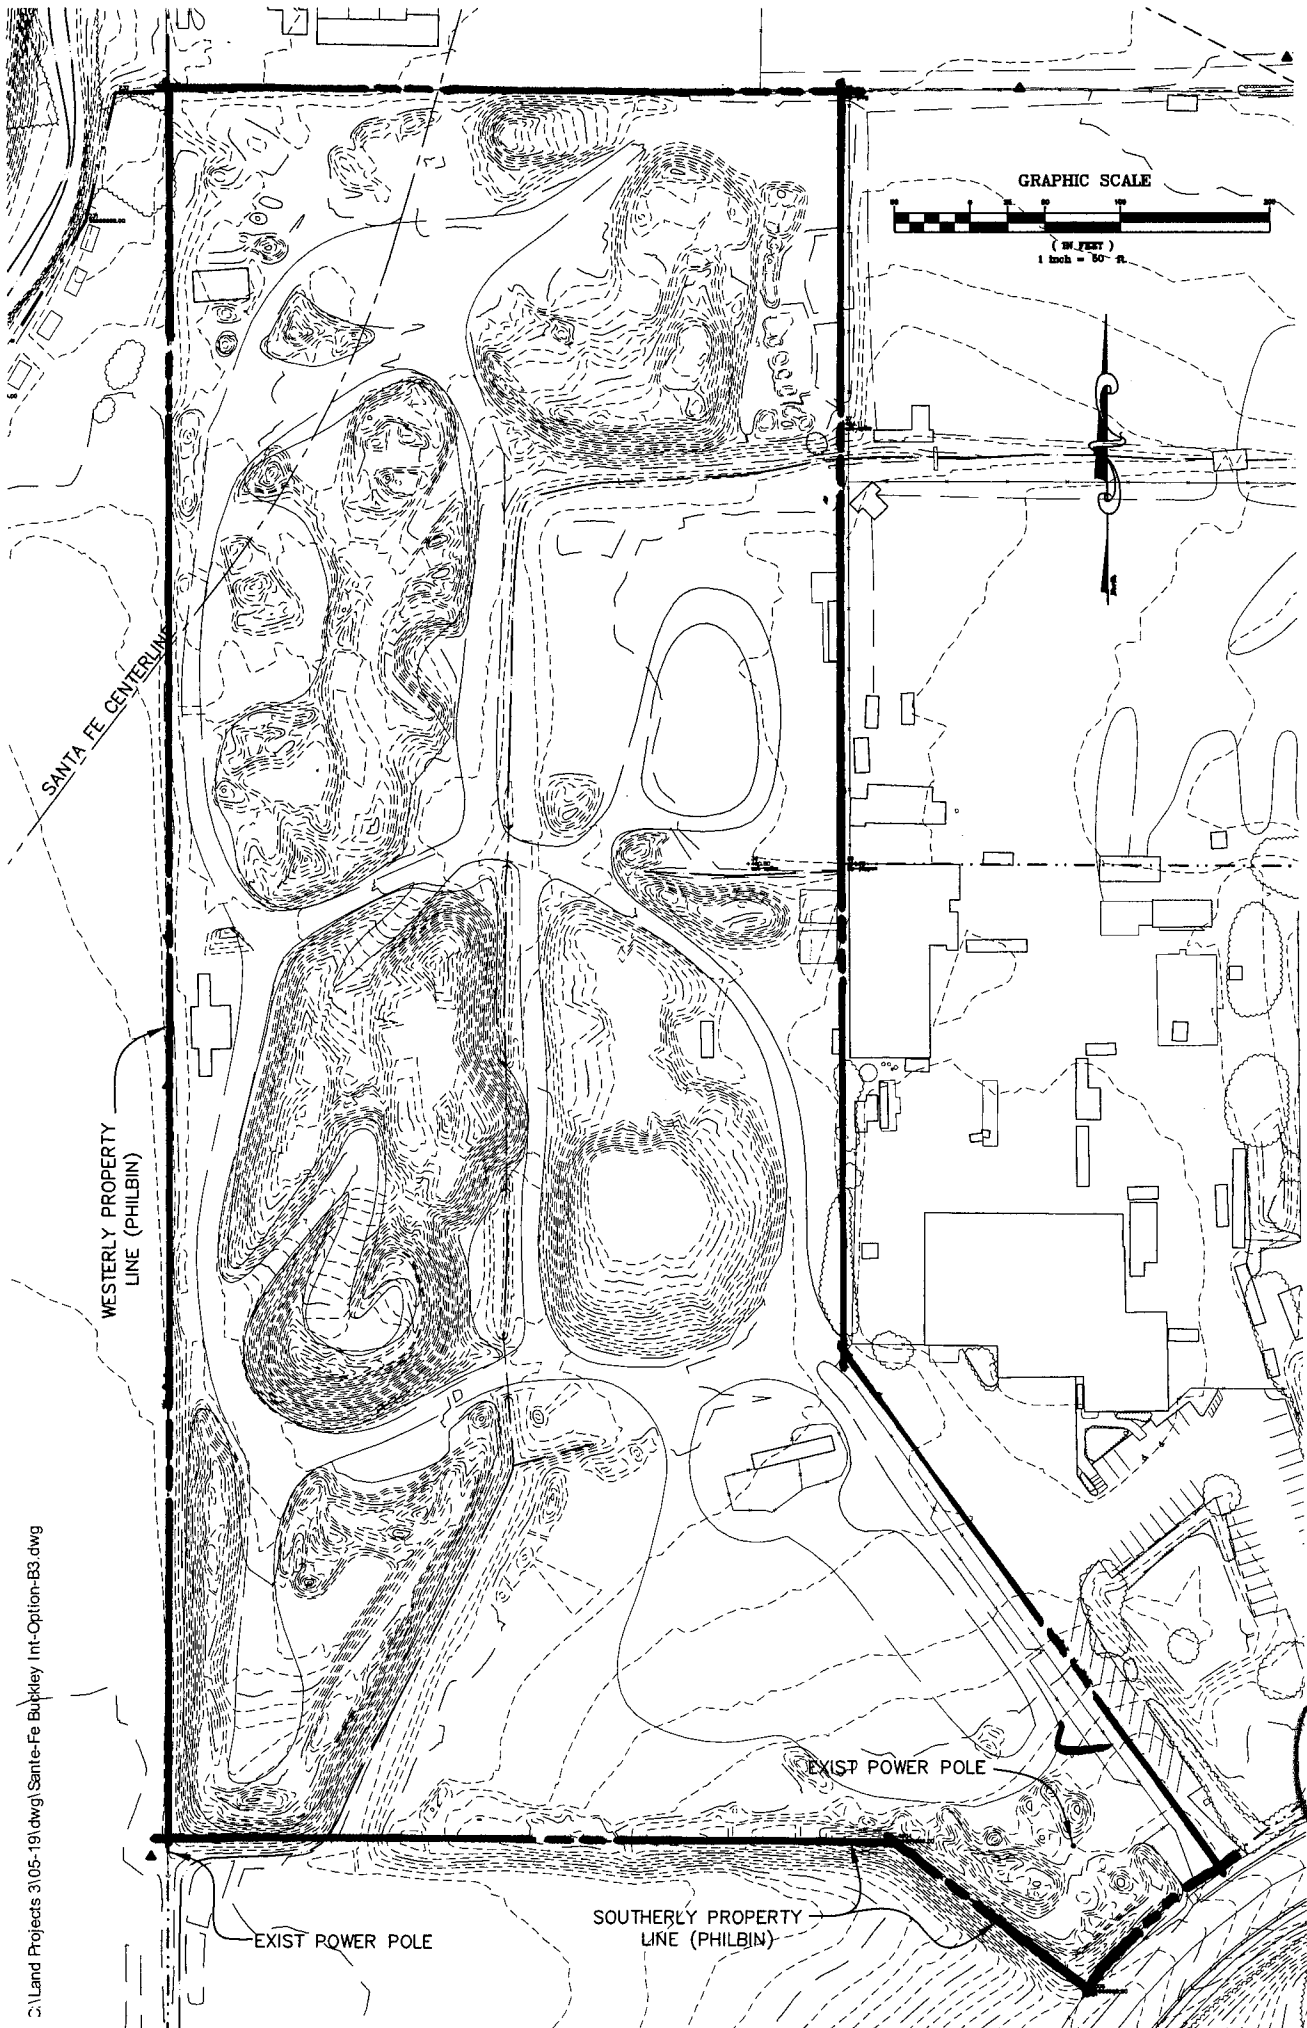 GRAPHIC SCALE
( IN FEET )
1 inch = 50 ft.
SANTA FE CENTERLINE
WESTERLY PROPERTY
LINE (PHILBIN)
EXIST POWER POLE
SOUTHERLY PROPERTY
LINE (PHILBIN)
EXIST POWER POLE
:\Land Projects 3\05-19\dwg\Sante-Fe Buckley Int-Option-B3.dwg